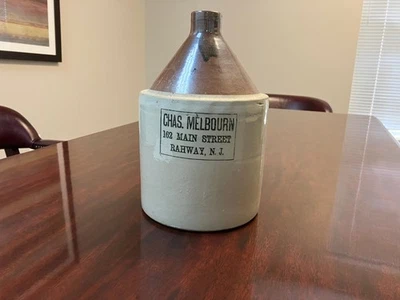 CHAS. MELBOURN
162 MAIN STREET
RAHWAY, N. J.